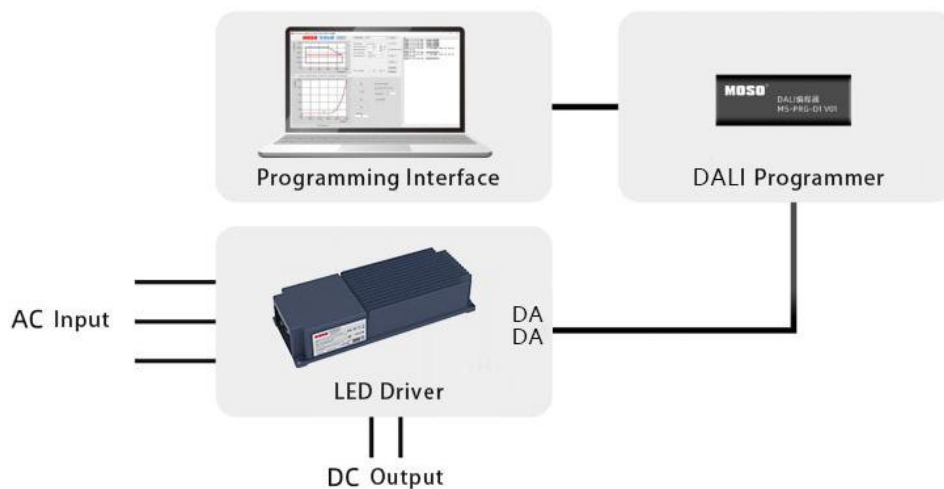 MOSO
DALI编程器
MS-PRG-01 V01
Programming Interface
DALI Programmer
AC Input
DA
DA
LED Driver
DC Output